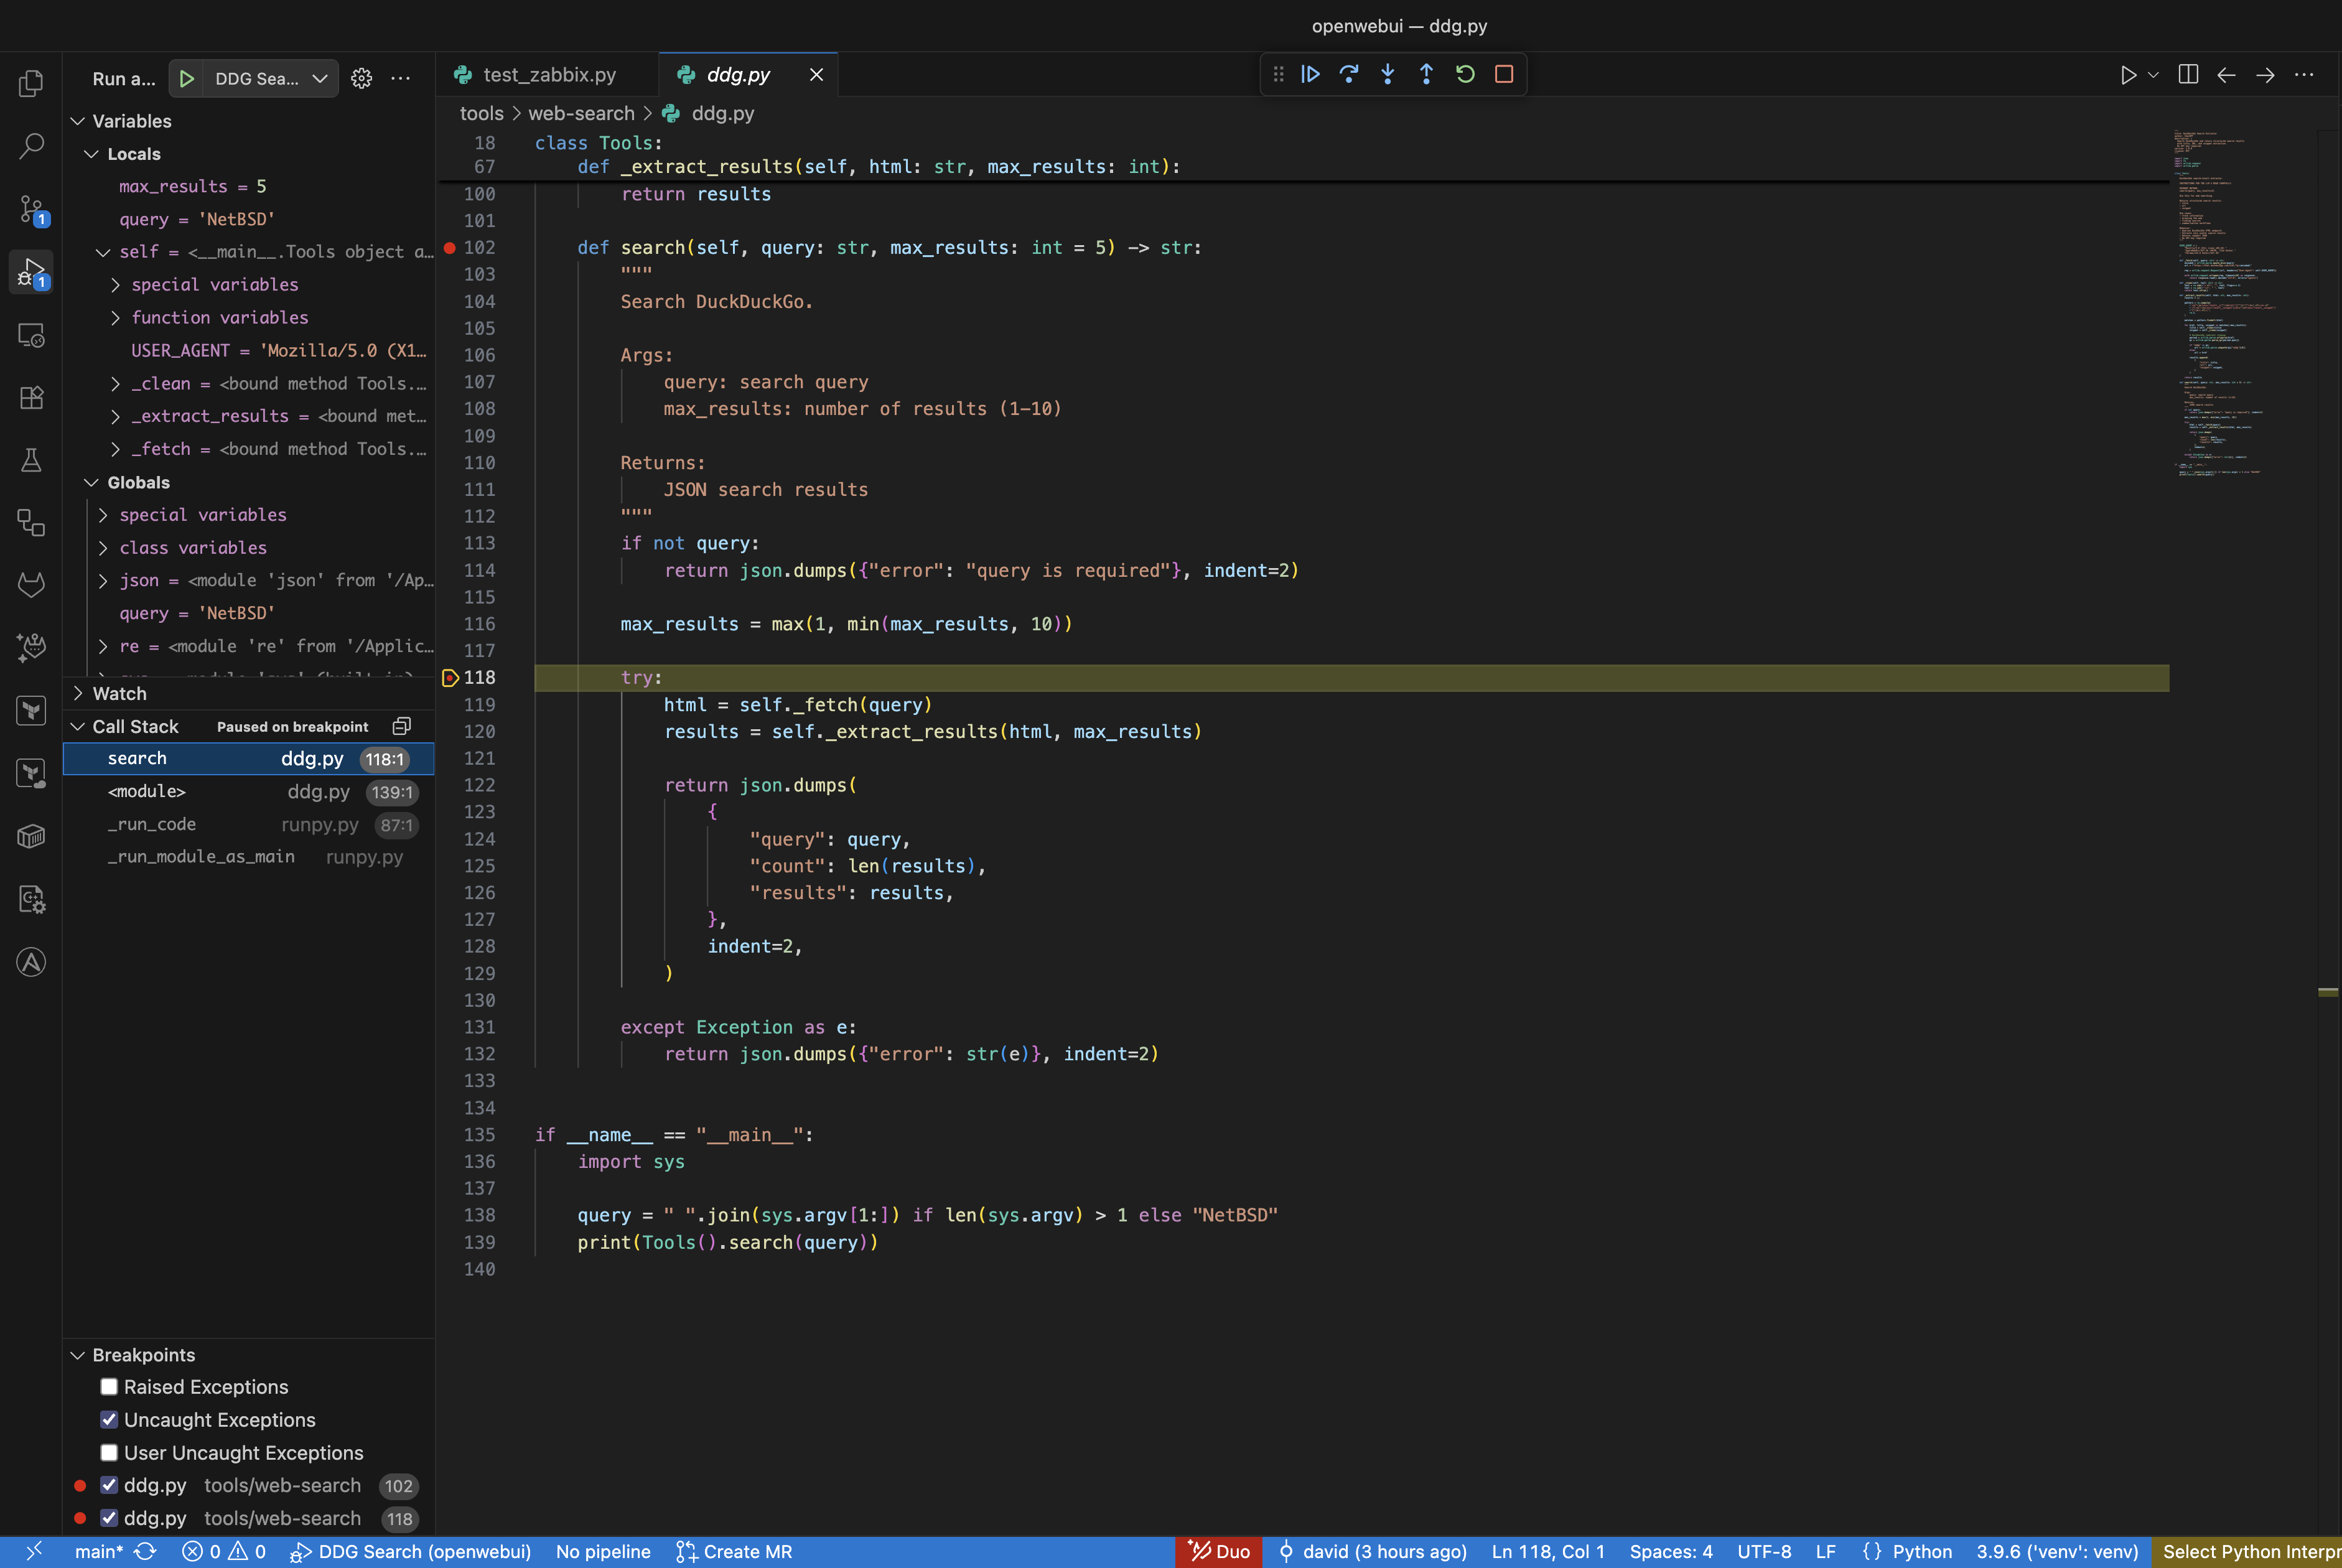 openwebui — ddg.py
Run a... DDG Sea...
test_zabbix.py ddg.py
tools > web-search > ddg.py
Variables
Locals
max_results = 5
query = 'NetBSD'
self = <__main__.Tools object a…
special variables
function variables
USER_AGENT = 'Mozilla/5.0 (X1…
_clean = <bound method Tools.…
_extract_results = <bound met…
_fetch = <bound method Tools.…
Globals
special variables
class variables
json = <module 'json' from '/Ap…
query = 'NetBSD'
re = <module 're' from '/Applic…
Watch
Call Stack Paused on breakpoint
search ddg.py 118:1
<module> ddg.py 139:1
_run_code runpy.py 87:1
_run_module_as_main runpy.py
Breakpoints
Raised Exceptions
Uncaught Exceptions
User Uncaught Exceptions
ddg.py tools/web-search 102
ddg.py tools/web-search 118
18 class Tools:
67     def _extract_results(self, html: str, max_results: int):
100         return results
101
102     def search(self, query: str, max_results: int = 5) -> str:
103         """
104         Search DuckDuckGo.
105
106         Args:
107             query: search query
108             max_results: number of results (1-10)
109
110         Returns:
111             JSON search results
112         """
113         if not query:
114             return json.dumps({"error": "query is required"}, indent=2)
115
116         max_results = max(1, min(max_results, 10))
117
118         try:
119             html = self._fetch(query)
120             results = self._extract_results(html, max_results)
121
122             return json.dumps(
123                 {
124                     "query": query,
125                     "count": len(results),
126                     "results": results,
127                 },
128                 indent=2,
129             )
130
131         except Exception as e:
132             return json.dumps({"error": str(e)}, indent=2)
133
134
135 if __name__ == "__main__":
136     import sys
137
138     query = " ".join(sys.argv[1:]) if len(sys.argv) > 1 else "NetBSD"
139     print(Tools().search(query))
140
main* 0 0 DDG Search (openwebui) No pipeline Create MR Duo david (3 hours ago) Ln 118, Col 1 Spaces: 4 UTF-8 LF {} Python 3.9.6 ('venv': venv) Select Python Interpr